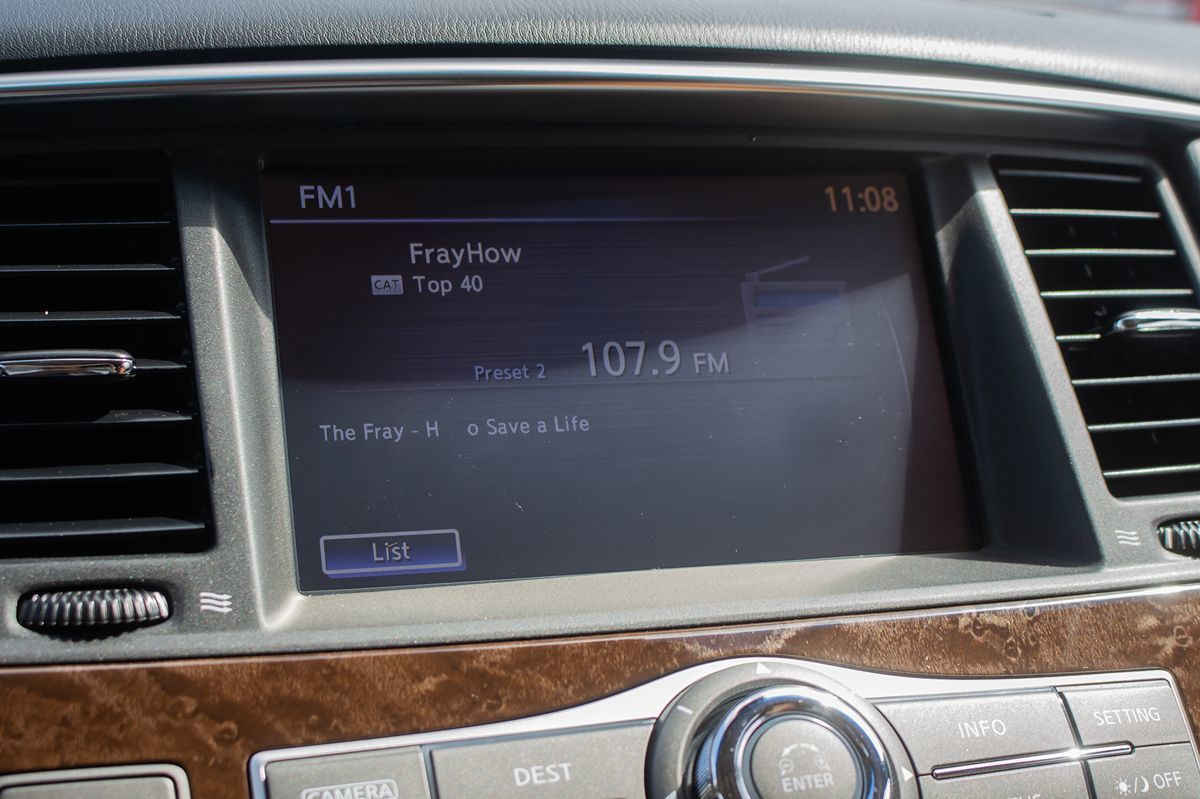 FM1 11:08
FrayHow
CAT Top 40
Preset 2 107.9 FM
The Fray - H o Save a Life
List
INFO SETTING
DEST ENTER OFF
CAMERA